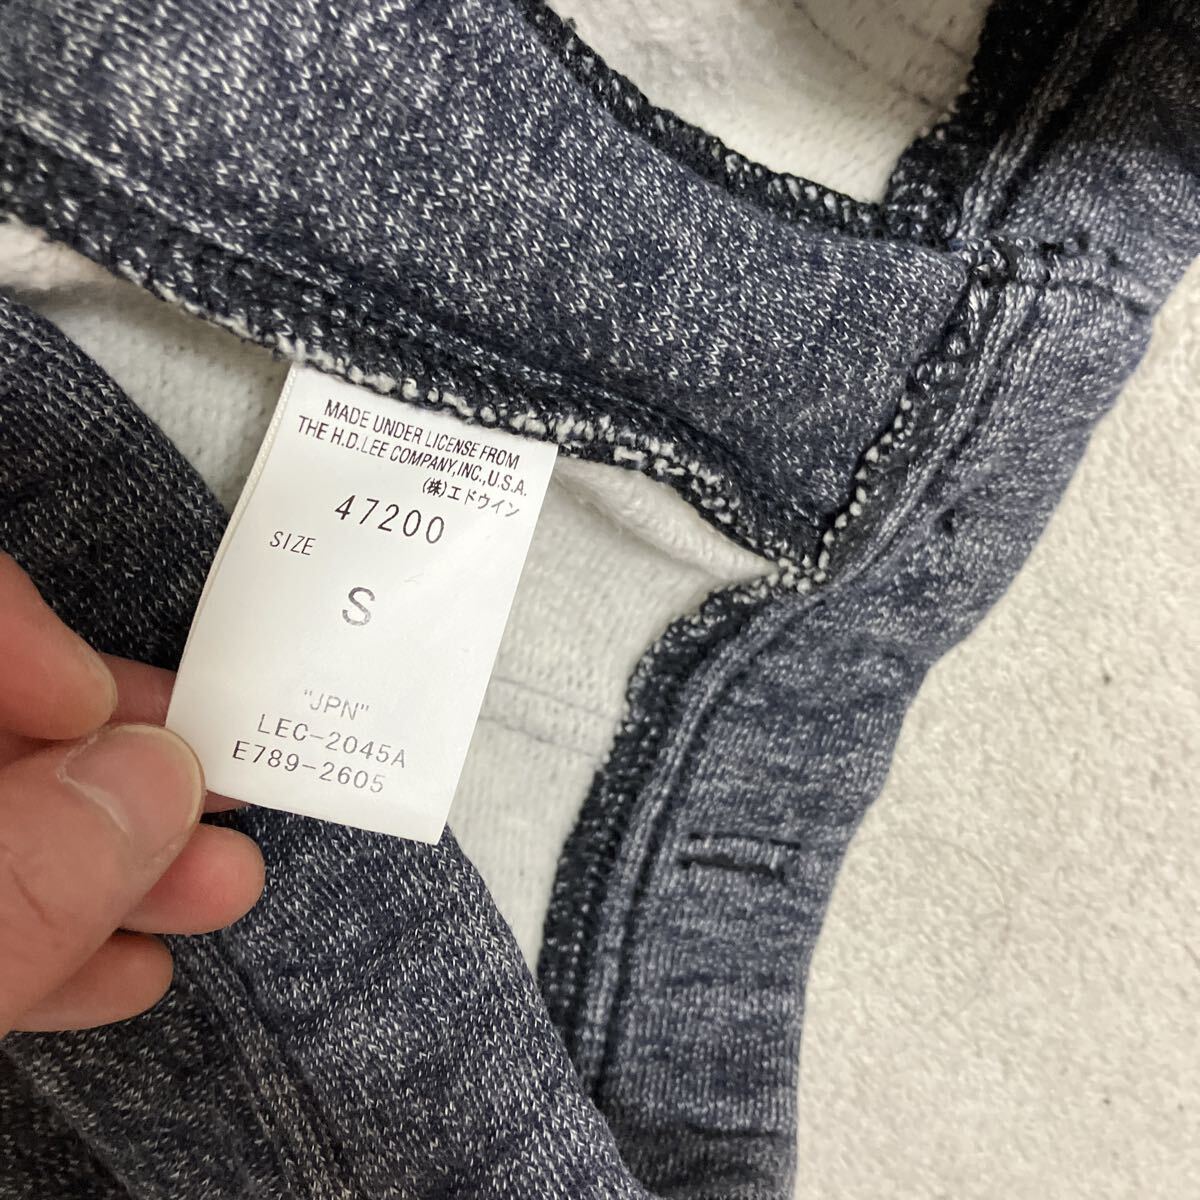 MADE UNDER LICENSE FROM
THE H.D.LEE COMPANY,INC.,U.S.A.
(株)エドウイン
47200
SIZE
S
"JPN"
LEC-2045A
E789-2605